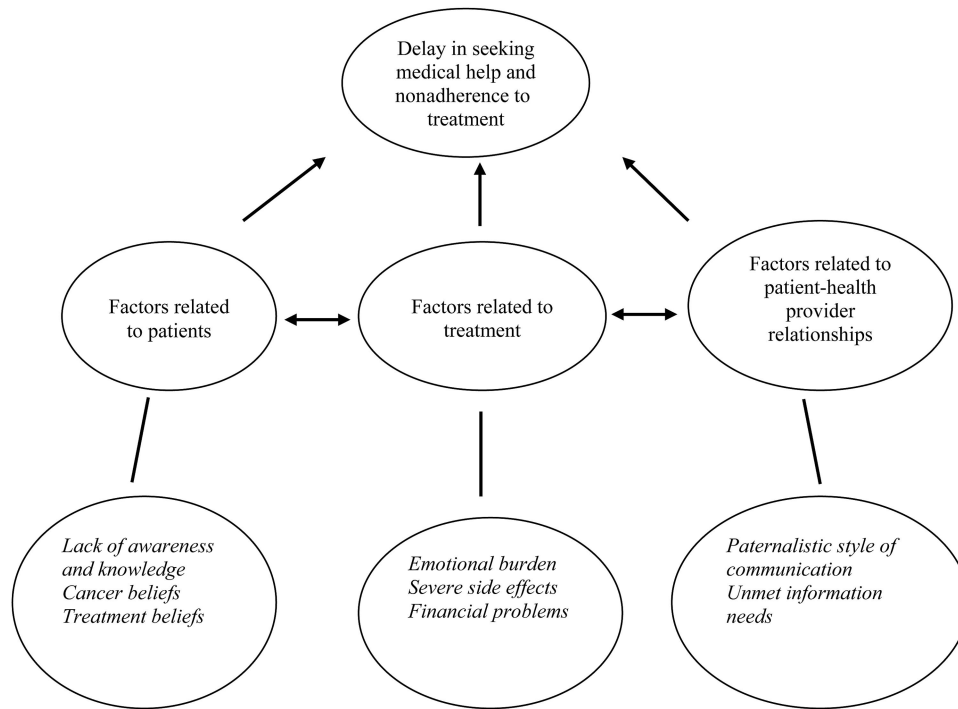 Delay in seeking
medical help and
nonadherence to
treatment
Factors related
to patients
Factors related to
treatment
Factors related to
patient-health
provider
relationships
Lack of awareness
and knowledge
Cancer beliefs
Treatment beliefs
Emotional burden
Severe side effects
Financial problems
Paternalistic style of
communication
Unmet information
needs